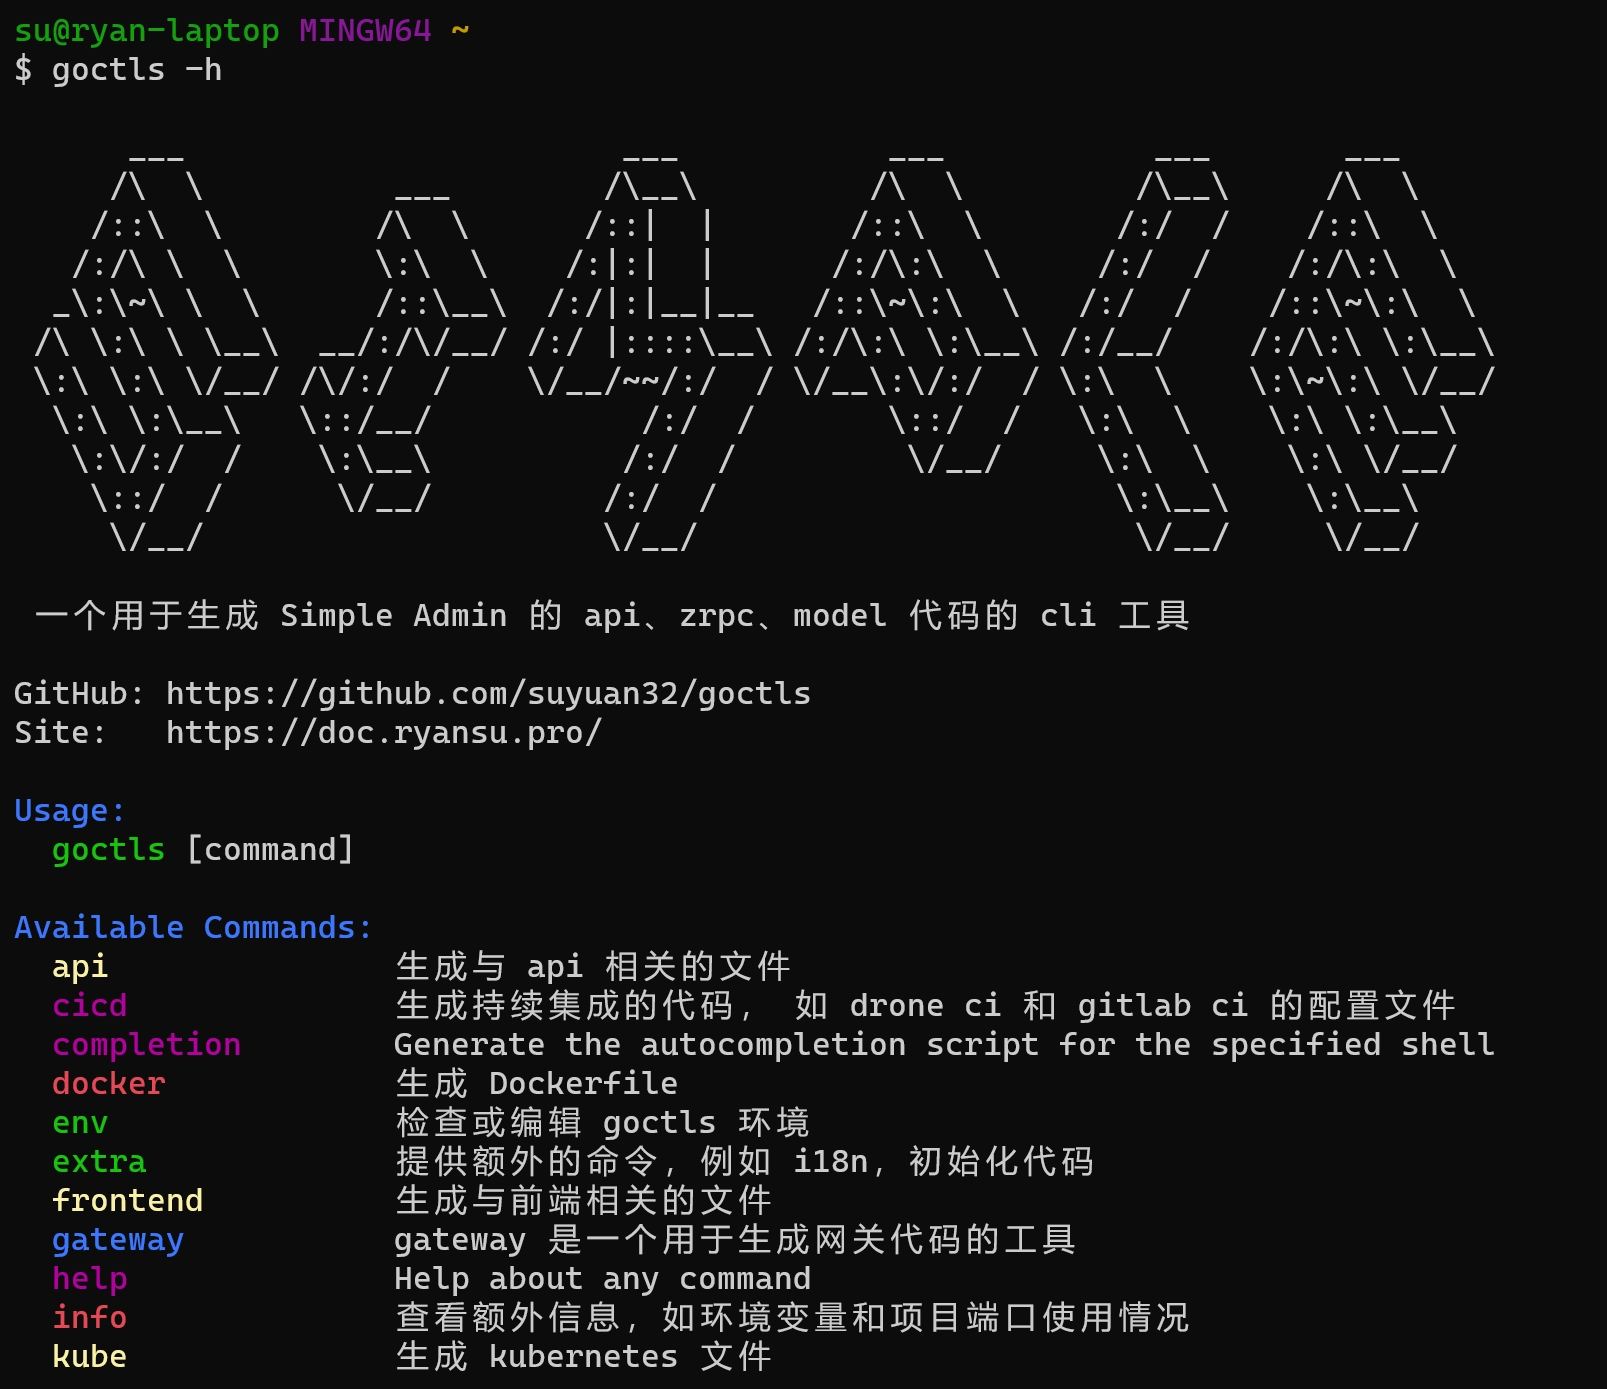 su@ryan-laptop MINGW64 ~
$ goctls -h
      ___                       ___           ___           ___       ___
     /\  \          ___        /\__\         /\  \         /\__\     /\  \
    /::\  \        /\  \      /::|  |       /::\  \       /:/  /    /::\  \
   /:/\ \  \       \:\  \    /:|:|  |      /:/\:\  \     /:/  /    /:/\:\  \
  _\:\~\ \  \      /::\__\  /:/|:|__|__   /::\~\:\  \   /:/  /    /::\~\:\  \
 /\ \:\ \ \__\  __/:/\/__/ /:/ |::::\__\ /:/\:\ \:\__\ /:/__/    /:/\:\ \:\__\
 \:\ \:\ \/__/ /\/:/  /    \/__/~~/:/  / \/__\:\/:/  / \:\  \    \:\~\:\ \/__/
  \:\ \:\__\   \::/__/           /:/  /       \::/  /   \:\  \    \:\ \:\__\
   \:\/:/  /    \:\__\          /:/  /         \/__/     \:\  \    \:\ \/__/
    \::/  /      \/__/         /:/  /                     \:\__\    \:\__\
     \/__/                     \/__/                       \/__/     \/__/
一个用于生成 Simple Admin 的 api、zrpc、model 代码的 cli 工具
GitHub: https://github.com/suyuan32/goctls
Site:   https://doc.ryansu.pro/
Usage:
  goctls [command]
Available Commands:
  api               生成与 api 相关的文件
  cicd              生成持续集成的代码， 如 drone ci 和 gitlab ci 的配置文件
  completion        Generate the autocompletion script for the specified shell
  docker            生成 Dockerfile
  env               检查或编辑 goctls 环境
  extra             提供额外的命令，例如 i18n，初始化代码
  frontend          生成与前端相关的文件
  gateway           gateway 是一个用于生成网关代码的工具
  help              Help about any command
  info              查看额外信息，如环境变量和项目端口使用情况
  kube              生成 kubernetes 文件